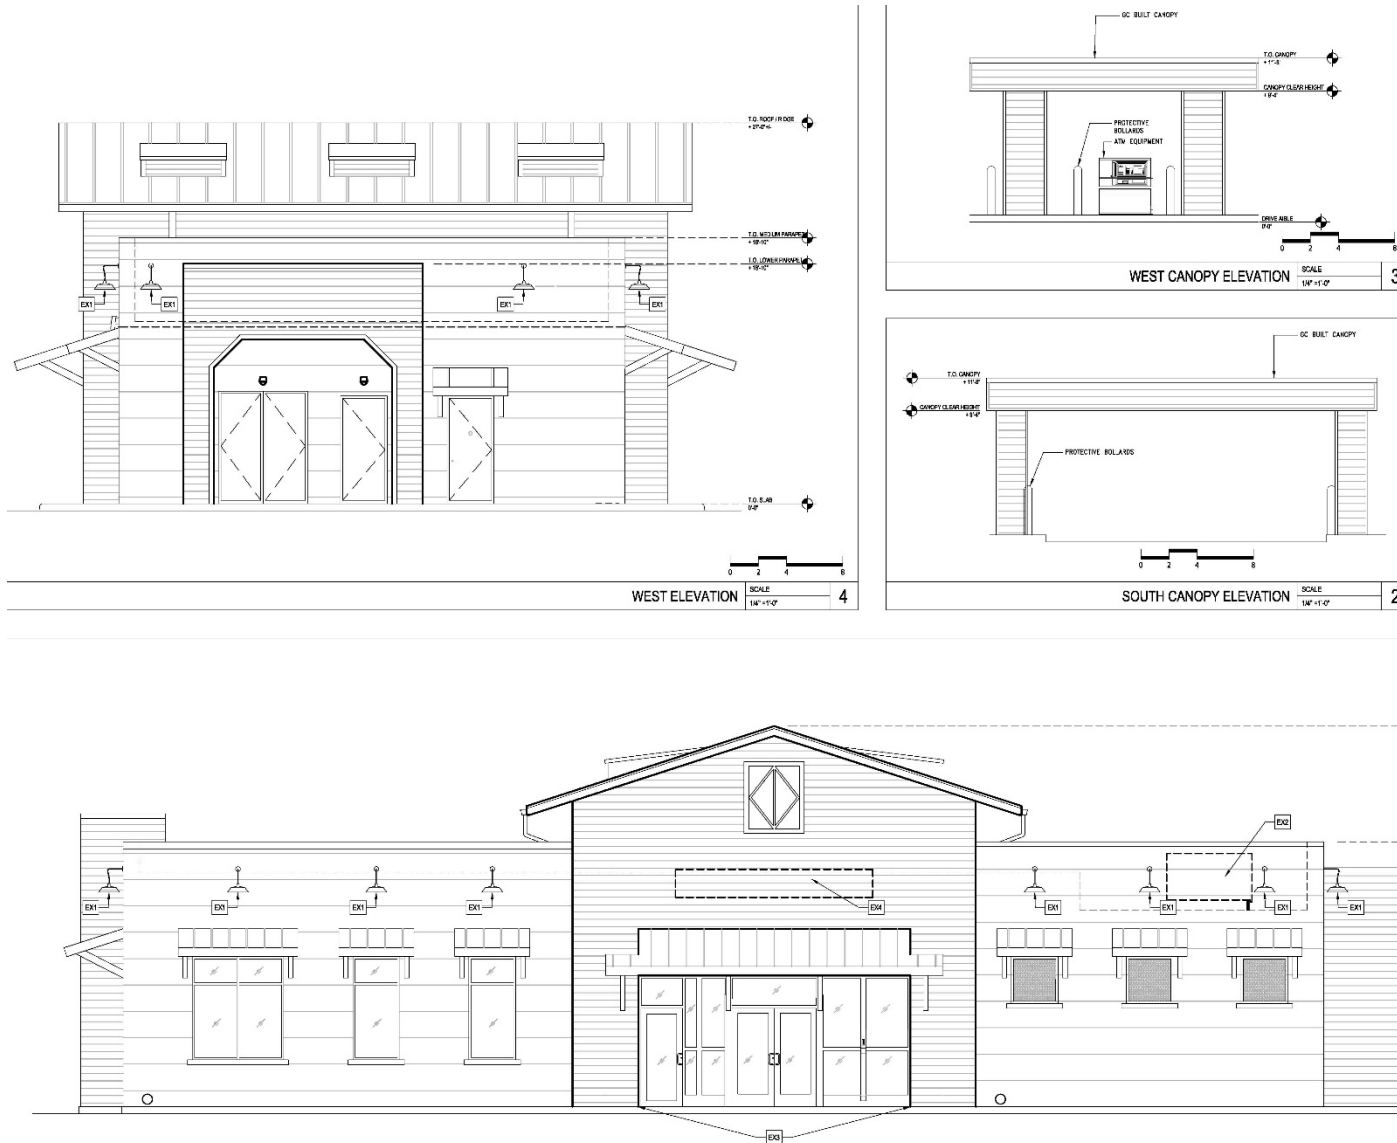 T.O. ROOF / RIDGE
+ 27'-0" +/-
T.O. MEDIUM PARAPET
T.O. LOWER PARAPET
EX1
EX1
EX1
EX1
T.O. SLAB
0'-0"
0 2 4 8
WEST ELEVATION
SCALE
1/4" =1'-0"
4
GC BUILT CANOPY
T.O. CANOPY
CANOPY CLEAR HEIGHT
PROTECTIVE
BOLLARDS
ATM EQUIPMENT
DRIVE AISLE
0'-0"
0 2 4 8
WEST CANOPY ELEVATION
SCALE
1/4" =1'-0"
3
GC BUILT CANOPY
T.O. CANOPY
CANOPY CLEAR HEIGHT
PROTECTIVE BOLLARDS
0 2 4 8
SOUTH CANOPY ELEVATION
SCALE
1/4" =1'-0"
2
EX2
EX1
EX1
EX1
EX1
EX4
EX1
EX1
EX1
EX1
EX3